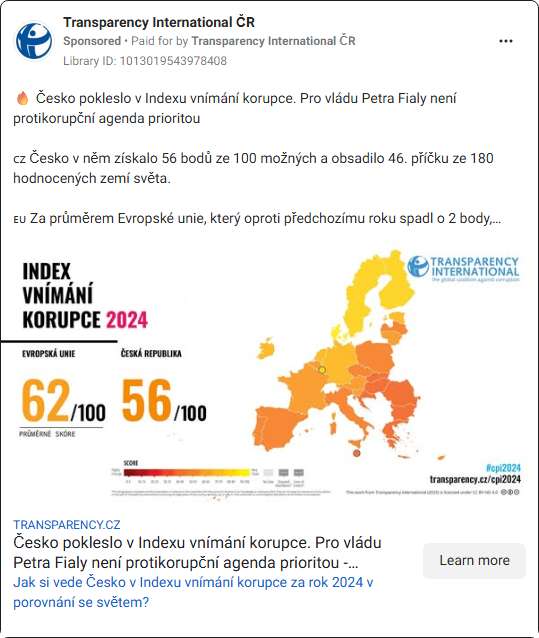 Transparency International ČR
Sponsored • Paid for by Transparency International ČR
Library ID: 1013019543978408
🔥 Česko pokleslo v Indexu vnímání korupce. Pro vládu Petra Fialy není
protikorupční agenda prioritou
CZ Česko v něm získalo 56 bodů ze 100 možných a obsadilo 46. příčku ze 180
hodnocených zemí světa.
EU Za průměrem Evropské unie, který oproti předchozímu roku spadl o 2 body,...
TRANSPARENCY
INTERNATIONAL
the global coalition against corruption
INDEX
VNÍMÁNÍ
KORUPCE 2024
EVROPSKÁ UNIE
ČESKÁ REPUBLIKA
62/100
56/100
PRŮMĚRNÉ SKÓRE
SCORE
#cpi2024
transparency.cz/cpi2024
TRANSPARENCY.CZ
Česko pokleslo v Indexu vnímání korupce. Pro vládu
Petra Fialy není protikorupční agenda prioritou -...
Learn more
Jak si vede Česko v Indexu vnímání korupce za rok 2024 v
porovnání se světem?